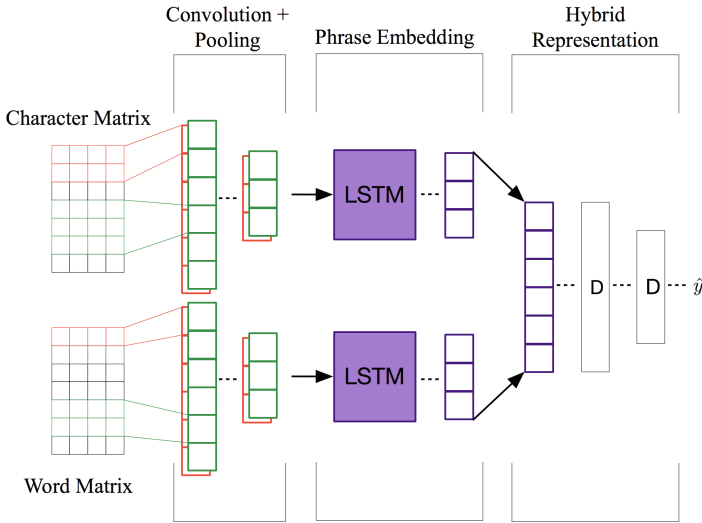 Convolution +
Pooling
Phrase Embedding
Hybrid
Representation
Character Matrix
LSTM
D
D
ŷ
LSTM
Word Matrix